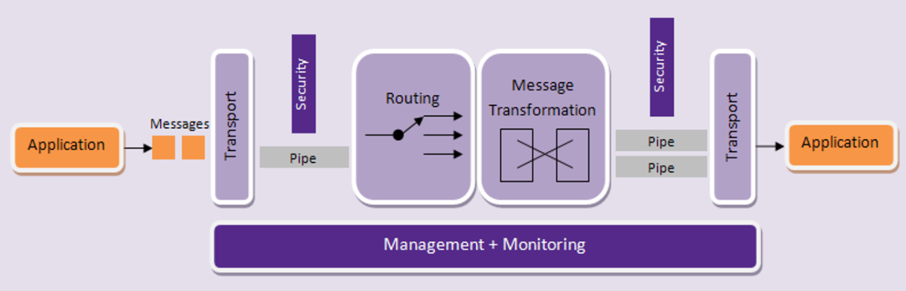 Application
Messages
Transport
Security
Pipe
Routing
Message
Transformation
Security
Pipe
Pipe
Transport
Application
Management + Monitoring